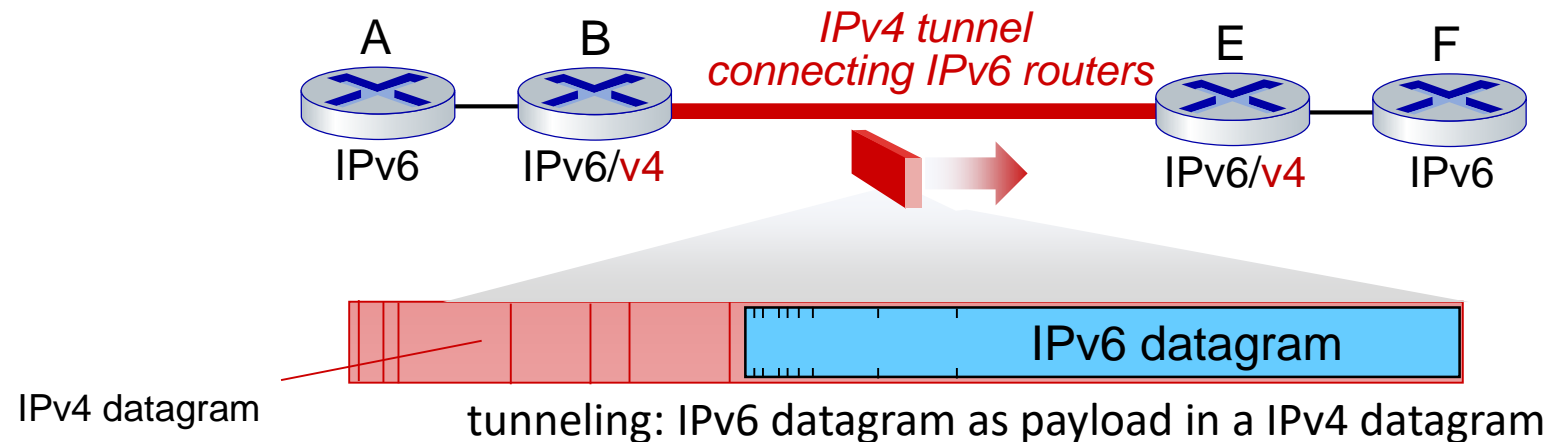 A
B
IPv4 tunnel
connecting IPv6 routers
E
F
IPv6
IPv6/v4
IPv6/v4
IPv6
IPv6 datagram
IPv4 datagram
tunneling: IPv6 datagram as payload in a IPv4 datagram